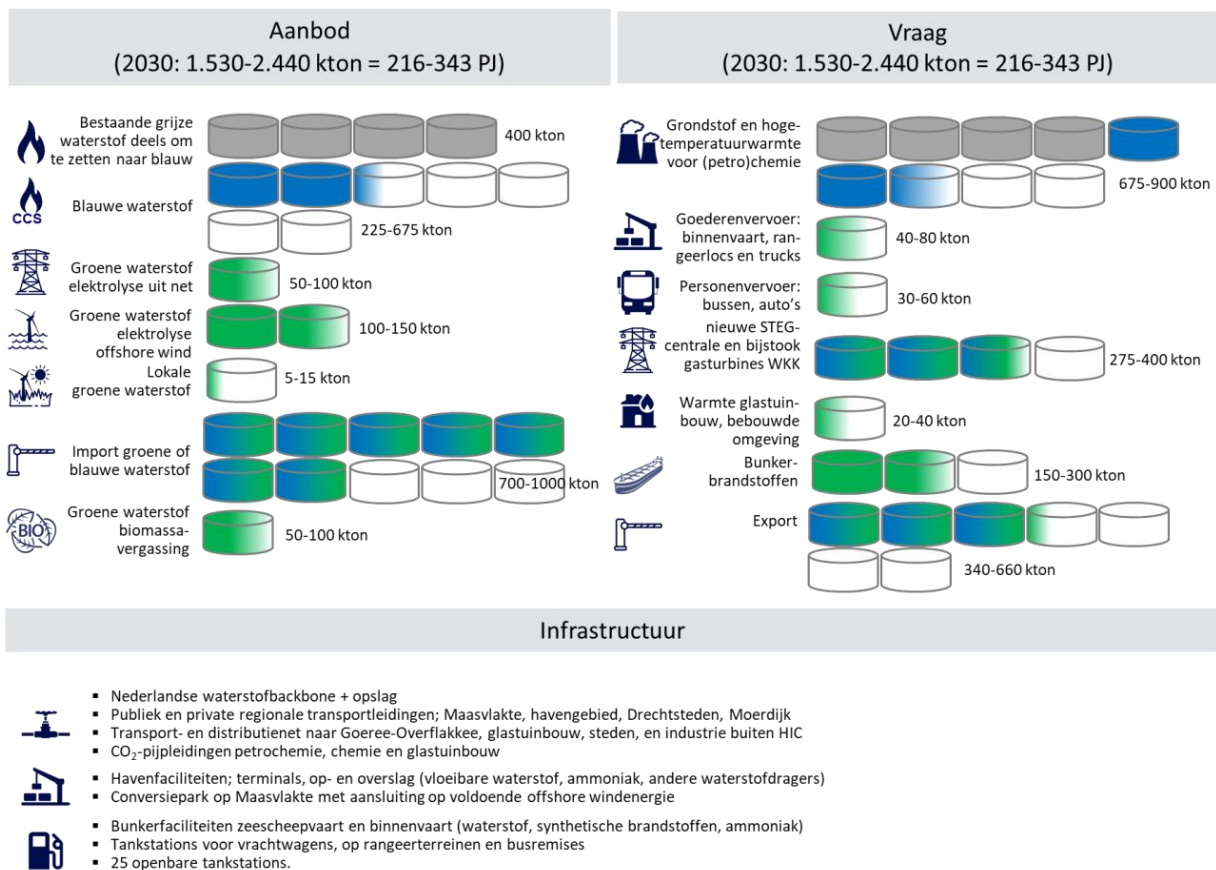 Aanbod
(2030: 1.530-2.440 kton = 216-343 PJ)
Bestaande grijze
waterstof deels om
te zetten naar blauw
400 kton
CCS
Blauwe waterstof
225-675 kton
Groene waterstof
elektrolyse uit net
50-100 kton
Groene waterstof
elektrolyse
offshore wind
100-150 kton
Lokale
groene waterstof
5-15 kton
Import groene of
blauwe waterstof
700-1000 kton
BIO
Groene waterstof
biomassa-
vergassing
50-100 kton
Vraag
(2030: 1.530-2.440 kton = 216-343 PJ)
Grondstof en hoge-
temperatuurwarmte
voor (petro)chemie
675-900 kton
Goederenvervoer:
binnenvaart, ran-
geerlocs en trucks
40-80 kton
Personenvervoer:
bussen, auto's
30-60 kton
nieuwe STEG-
centrale en bijstook
gasturbines WKK
275-400 kton
Warmte glastuin-
bouw, bebouwde
omgeving
20-40 kton
Bunker-
brandstoffen
150-300 kton
Export
340-660 kton
Infrastructuur
▪ Nederlandse waterstofbackbone + opslag
▪ Publiek en private regionale transportleidingen; Maasvlakte, havengebied, Drechtsteden, Moerdijk
▪ Transport- en distributienet naar Goeree-Overflakkee, glastuinbouw, steden, en industrie buiten HIC
▪ CO₂-pijpleidingen petrochemie, chemie en glastuinbouw
▪ Havenfaciliteiten; terminals, op- en overslag (vloeibare waterstof, ammoniak, andere waterstofdragers)
▪ Conversiepark op Maasvlakte met aansluiting op voldoende offshore windenergie
▪ Bunkerfaciliteiten zeescheepvaart en binnenvaart (waterstof, synthetische brandstoffen, ammoniak)
▪ Tankstations voor vrachtwagens, op rangeerterreinen en busremises
▪ 25 openbare tankstations.